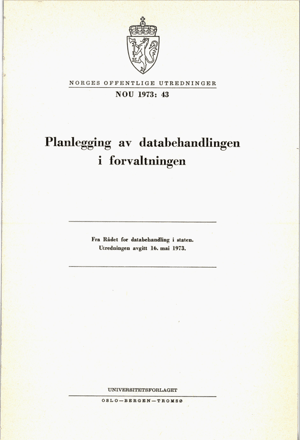 NORGES OFFENTLIGE UTREDNINGER
NOU 1973: 43
Planlegging av databehandlingen
i forvaltningen
Fra Rådet for databehandling i staten.
Utredningen avgitt 16. mai 1973.
UNIVERSITETSFORLAGET
OSLO—BERGEN—TROMSØ